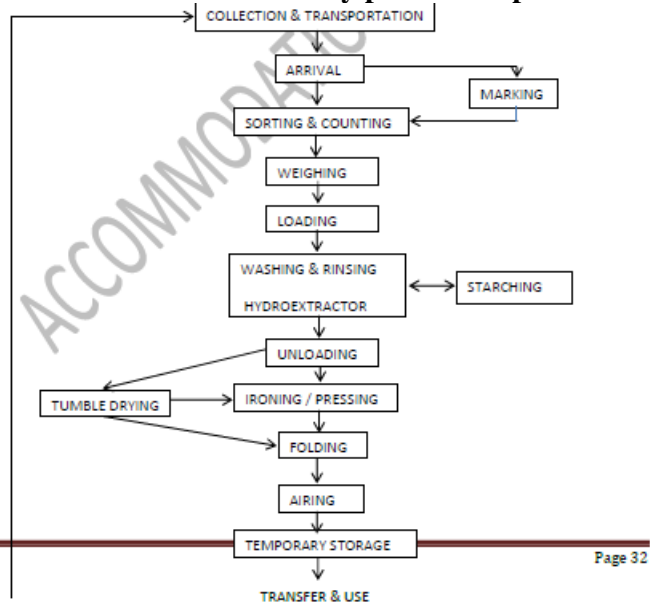 COLLECTION & TRANSPORTATION
ARRIVAL
MARKING
SORTING & COUNTING
WEIGHING
LOADING
WASHING & RINSING
HYDROEXTRACTOR
STARCHING
UNLOADING
TUMBLE DRYING
IRONING / PRESSING
FOLDING
AIRING
TEMPORARY STORAGE
Page 32
TRANSFER & USE